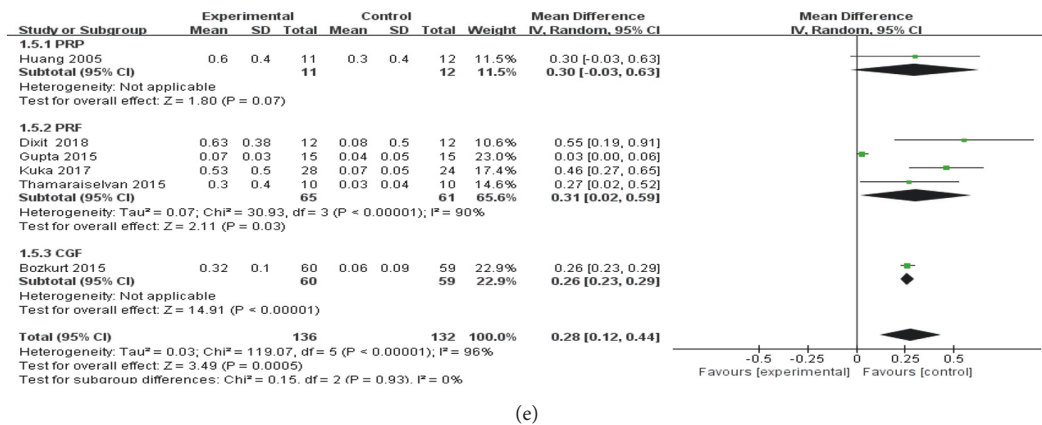 Experimental Control Mean Difference Mean Difference
Study or Subgroup Mean SD Total Mean SD Total Weight IV, Random, 95% CI IV, Random, 95% CI
1.5.1 PRP
Huang 2005 0.6 0.4 11 0.3 0.4 12 11.5% 0.30 [-0.03, 0.63]
Subtotal (95% CI) 11 12 11.5% 0.30 [-0.03, 0.63]
Heterogeneity: Not applicable
Test for overall effect: Z = 1.80 (P = 0.07)
1.5.2 PRF
Dixit 2018 0.63 0.38 12 0.08 0.5 12 10.6% 0.55 [0.19, 0.91]
Gupta 2015 0.07 0.03 15 0.04 0.05 15 23.0% 0.03 [0.00, 0.06]
Kuka 2017 0.53 0.5 28 0.07 0.05 24 17.4% 0.46 [0.27, 0.65]
Thamaraiselvan 2015 0.3 0.4 10 0.03 0.04 10 14.6% 0.27 [0.02, 0.52]
Subtotal (95% CI) 65 61 65.6% 0.31 [0.02, 0.59]
Heterogeneity: Tau² = 0.07; Chi² = 30.93, df = 3 (P < 0.00001); I² = 90%
Test for overall effect: Z = 2.11 (P = 0.03)
1.5.3 CGF
Bozkurt 2015 0.32 0.1 60 0.06 0.09 59 22.9% 0.26 [0.23, 0.29]
Subtotal (95% CI) 60 59 22.9% 0.26 [0.23, 0.29]
Heterogeneity: Not applicable
Test for overall effect: Z = 14.91 (P < 0.00001)
Total (95% CI) 136 132 100.0% 0.28 [0.12, 0.44]
Heterogeneity: Tau² = 0.03; Chi² = 119.07, df = 5 (P < 0.00001); I² = 96%
Test for overall effect: Z = 3.49 (P = 0.0005)
Test for subgroup differences: Chi² = 0.15, df = 2 (P = 0.93), I² = 0%
-0.5 -0.25 0 0.25 0.5
Favours [experimental] Favours [control]
(e)